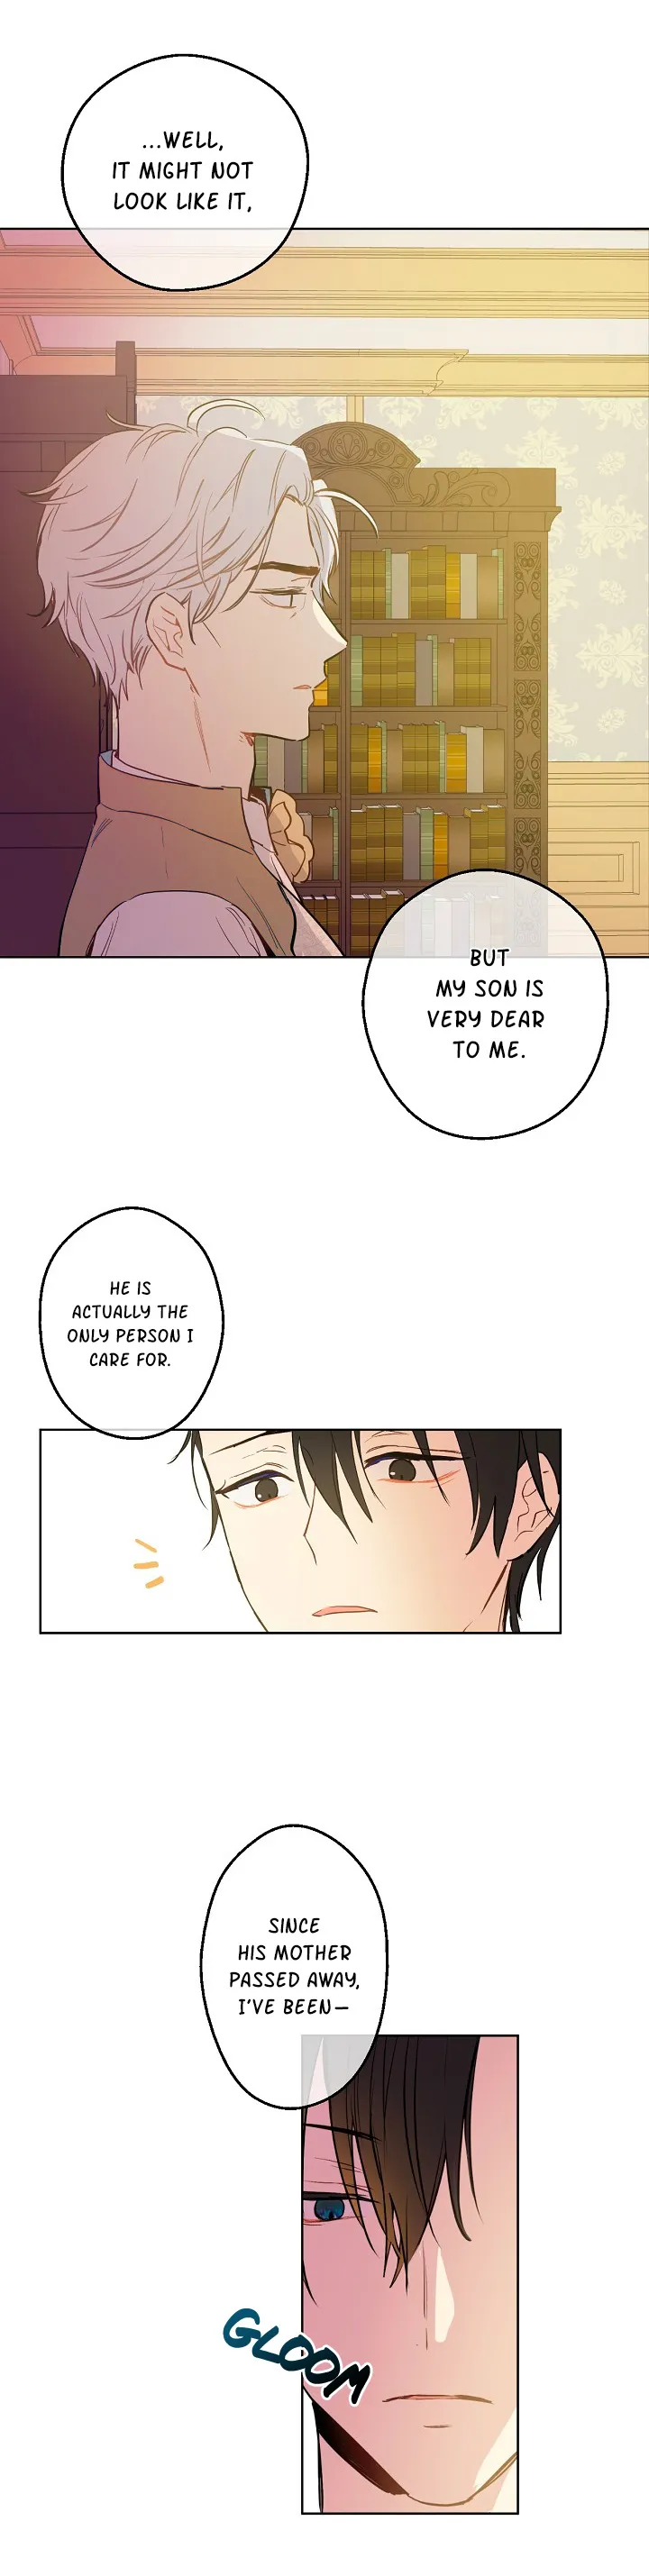 ...WELL,
IT MIGHT NOT
LOOK LIKE IT,
BUT
MY SON IS
VERY DEAR
TO ME.
HE IS
ACTUALLY THE
ONLY PERSON I
CARE FOR.
SINCE
HIS MOTHER
PASSED AWAY,
I'VE BEEN—
GLOOM